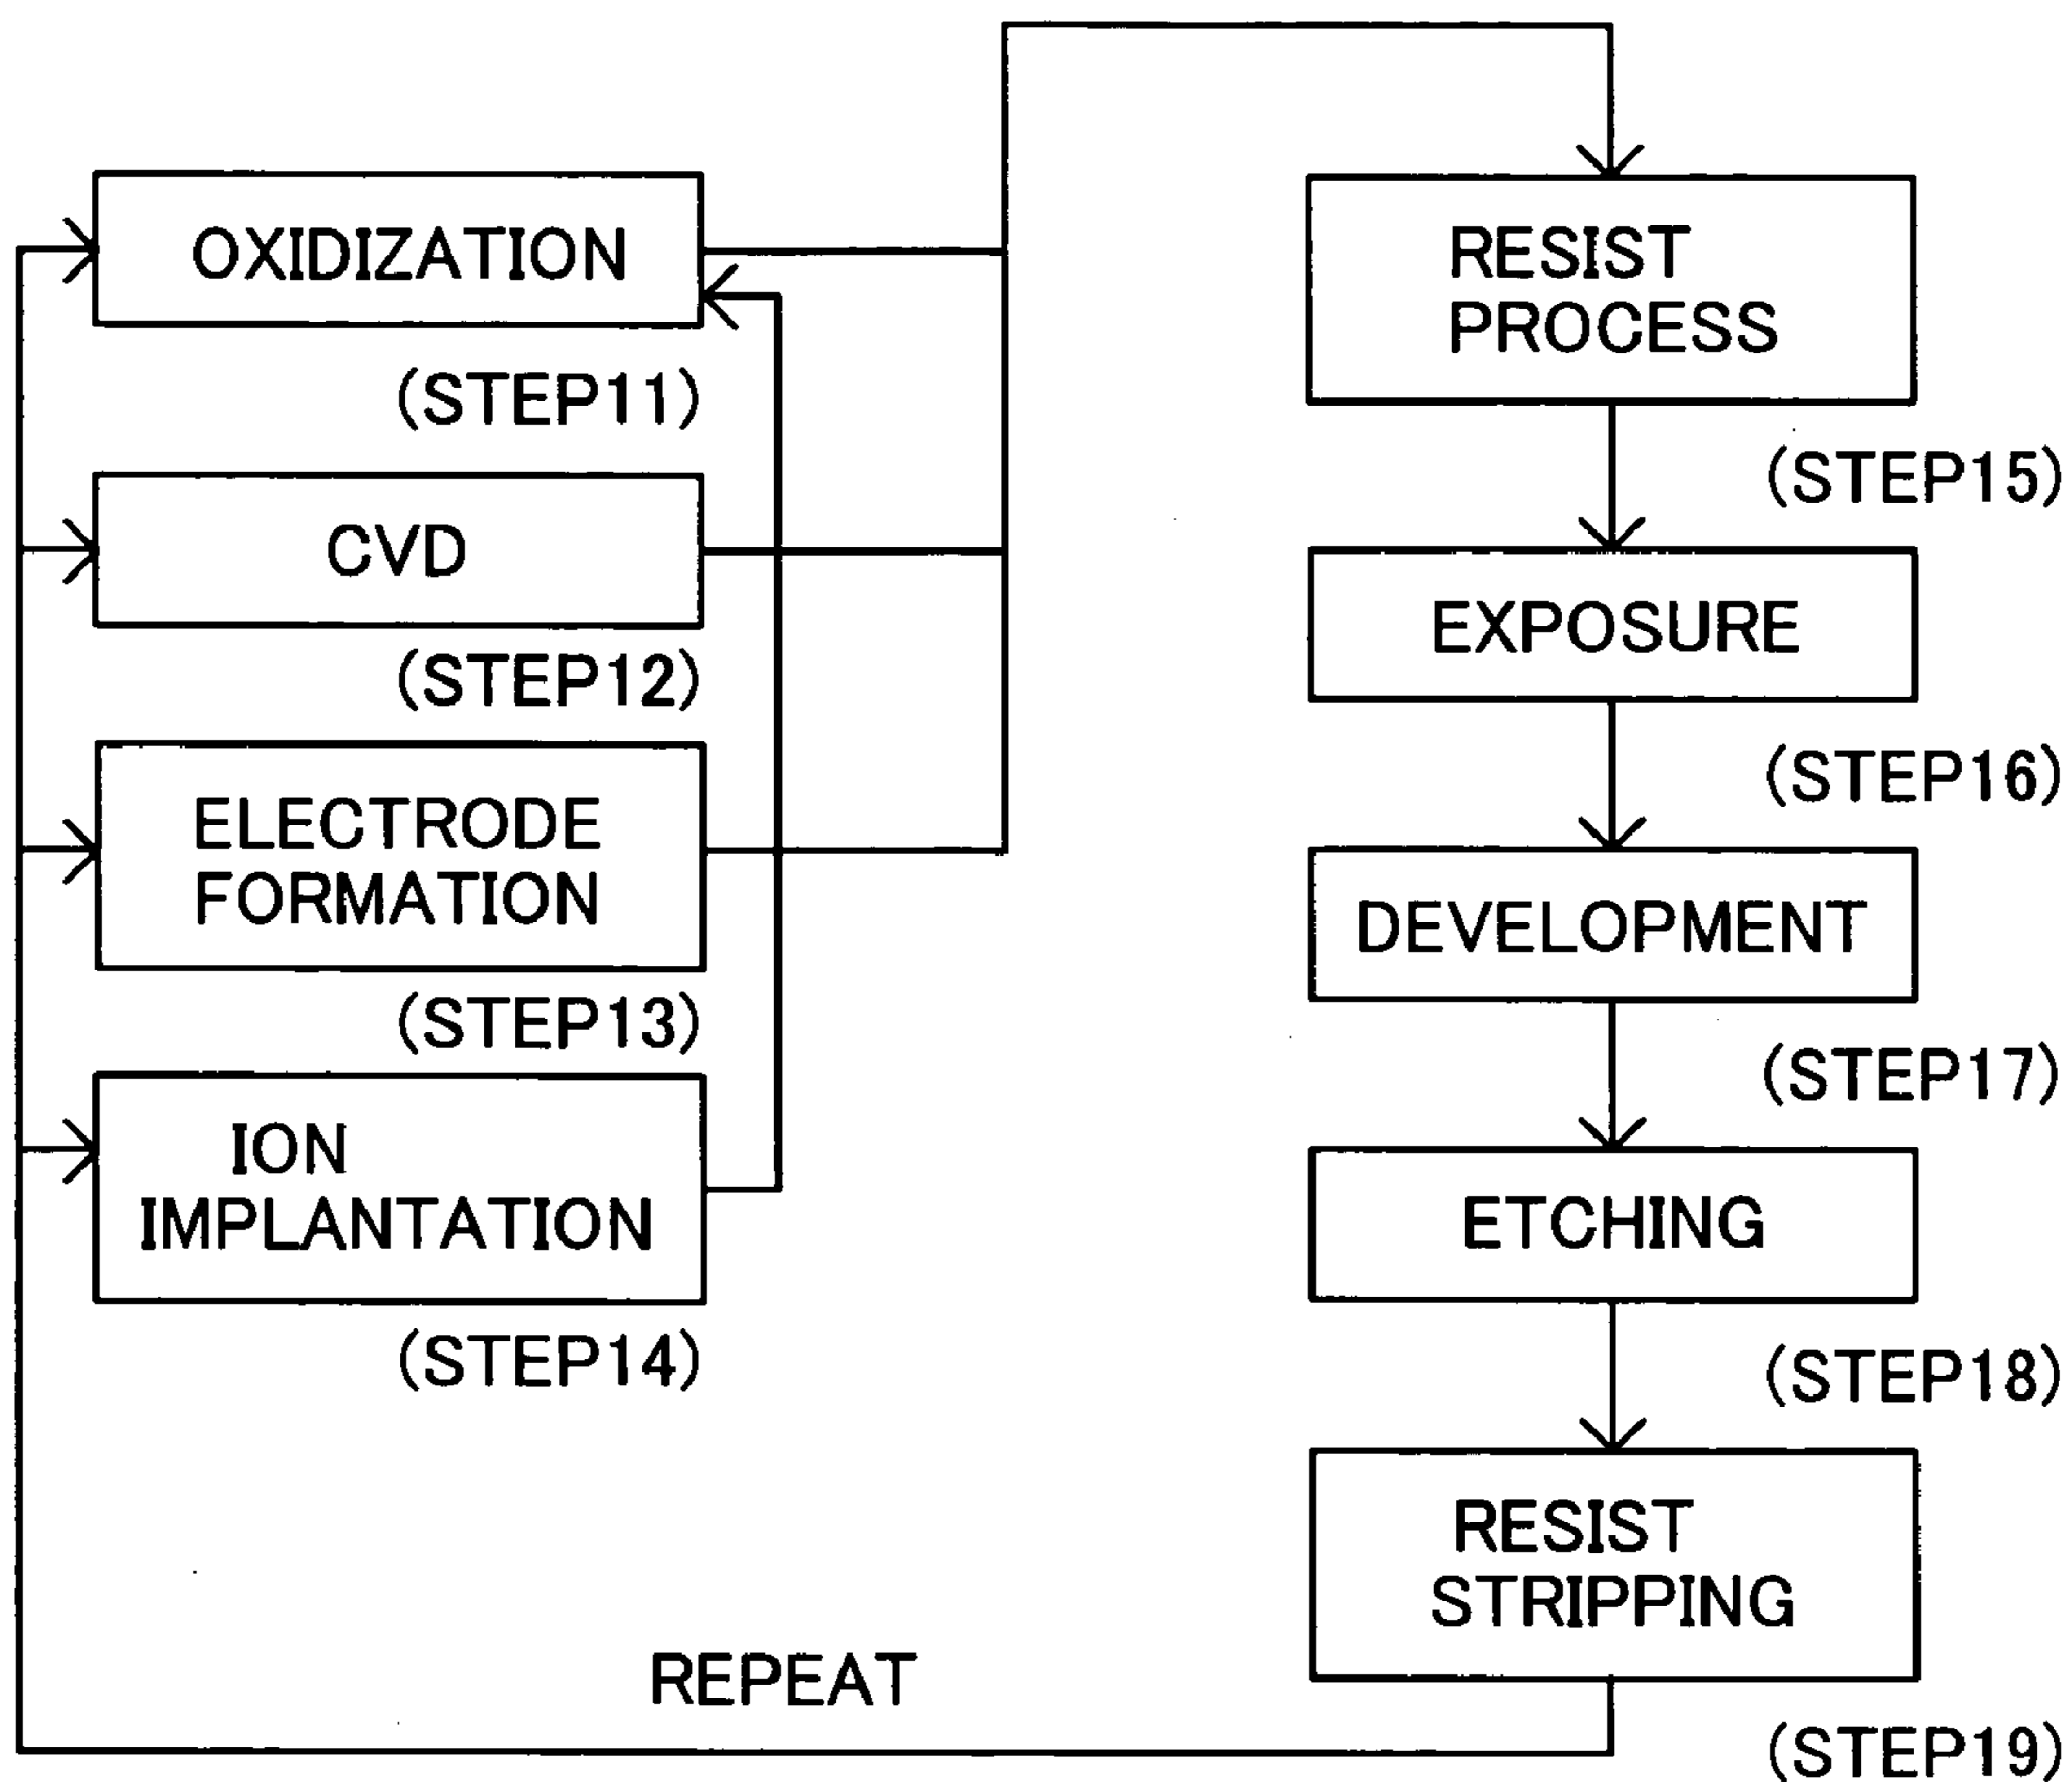 OXIDIZATION
(STEP11)
CVD
(STEP12)
ELECTRODE
FORMATION
(STEP13)
ION
IMPLANTATION
(STEP14)
RESIST
PROCESS
(STEP15)
EXPOSURE
(STEP16)
DEVELOPMENT
(STEP17)
ETCHING
(STEP18)
RESIST
STRIPPING
(STEP19)
REPEAT